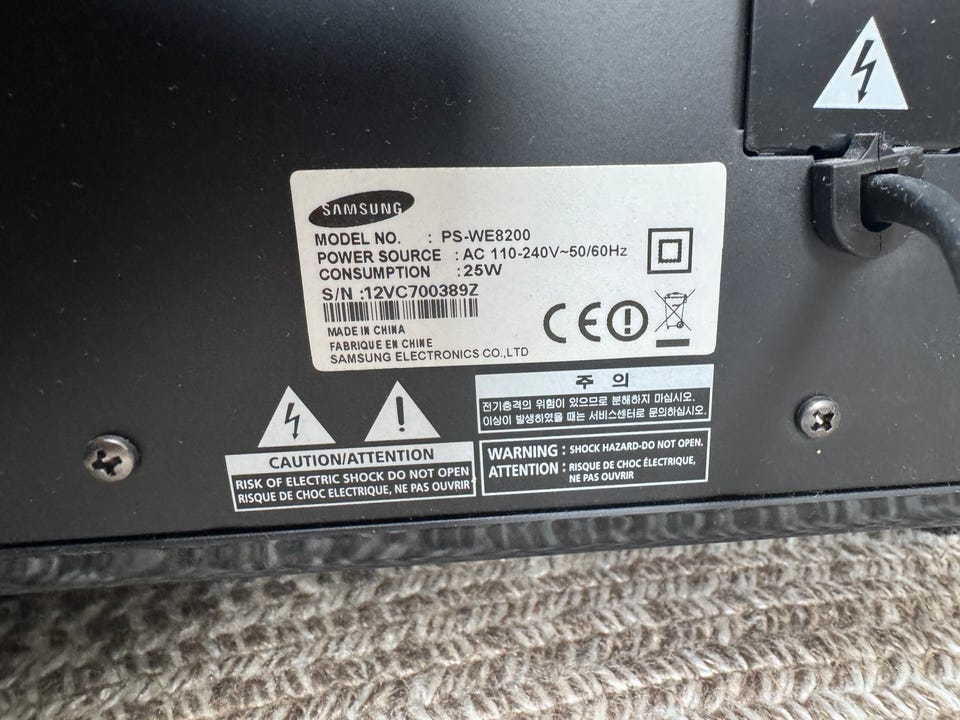 SAMSUNG
MODEL NO. : PS-WE8200
POWER SOURCE : AC 110-240V~50/60Hz
CONSUMPTION : 25W
S/N :12VC700389Z
MADE IN CHINA
FABRIQUE EN CHINE
SAMSUNG ELECTRONICS CO.,LTD
CE
CAUTION/ATTENTION
RISK OF ELECTRIC SHOCK DO NOT OPEN
RISQUE DE CHOC ELECTRIQUE, NE PAS OUVRIR
주 의
전기충격의 위험이 있으므로 분해하지 마십시오.
이상이 발생하였을 때는 서비스센터로 문의하십시오.
WARNING : SHOCK HAZARD-DO NOT OPEN.
ATTENTION : RISQUE DE CHOC ÉLECTRIQUE,
NE PAS OUVRIR